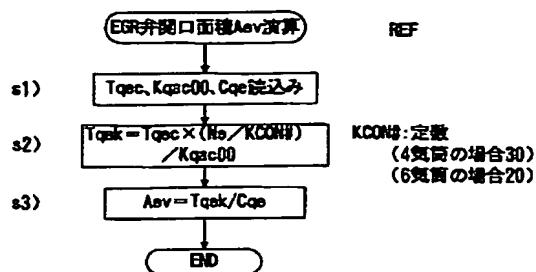 EGR弁開口面積Aev演算
REF
s1) Tqec、Kqac00、Cqe読込み
s2) Tqek=Tqec×(Ne/KCON#)
/Kqac00
KCON#:定数
(4気筒の場合30)
(6気筒の場合20)
s3) Aev=Tqek/Cqe
END